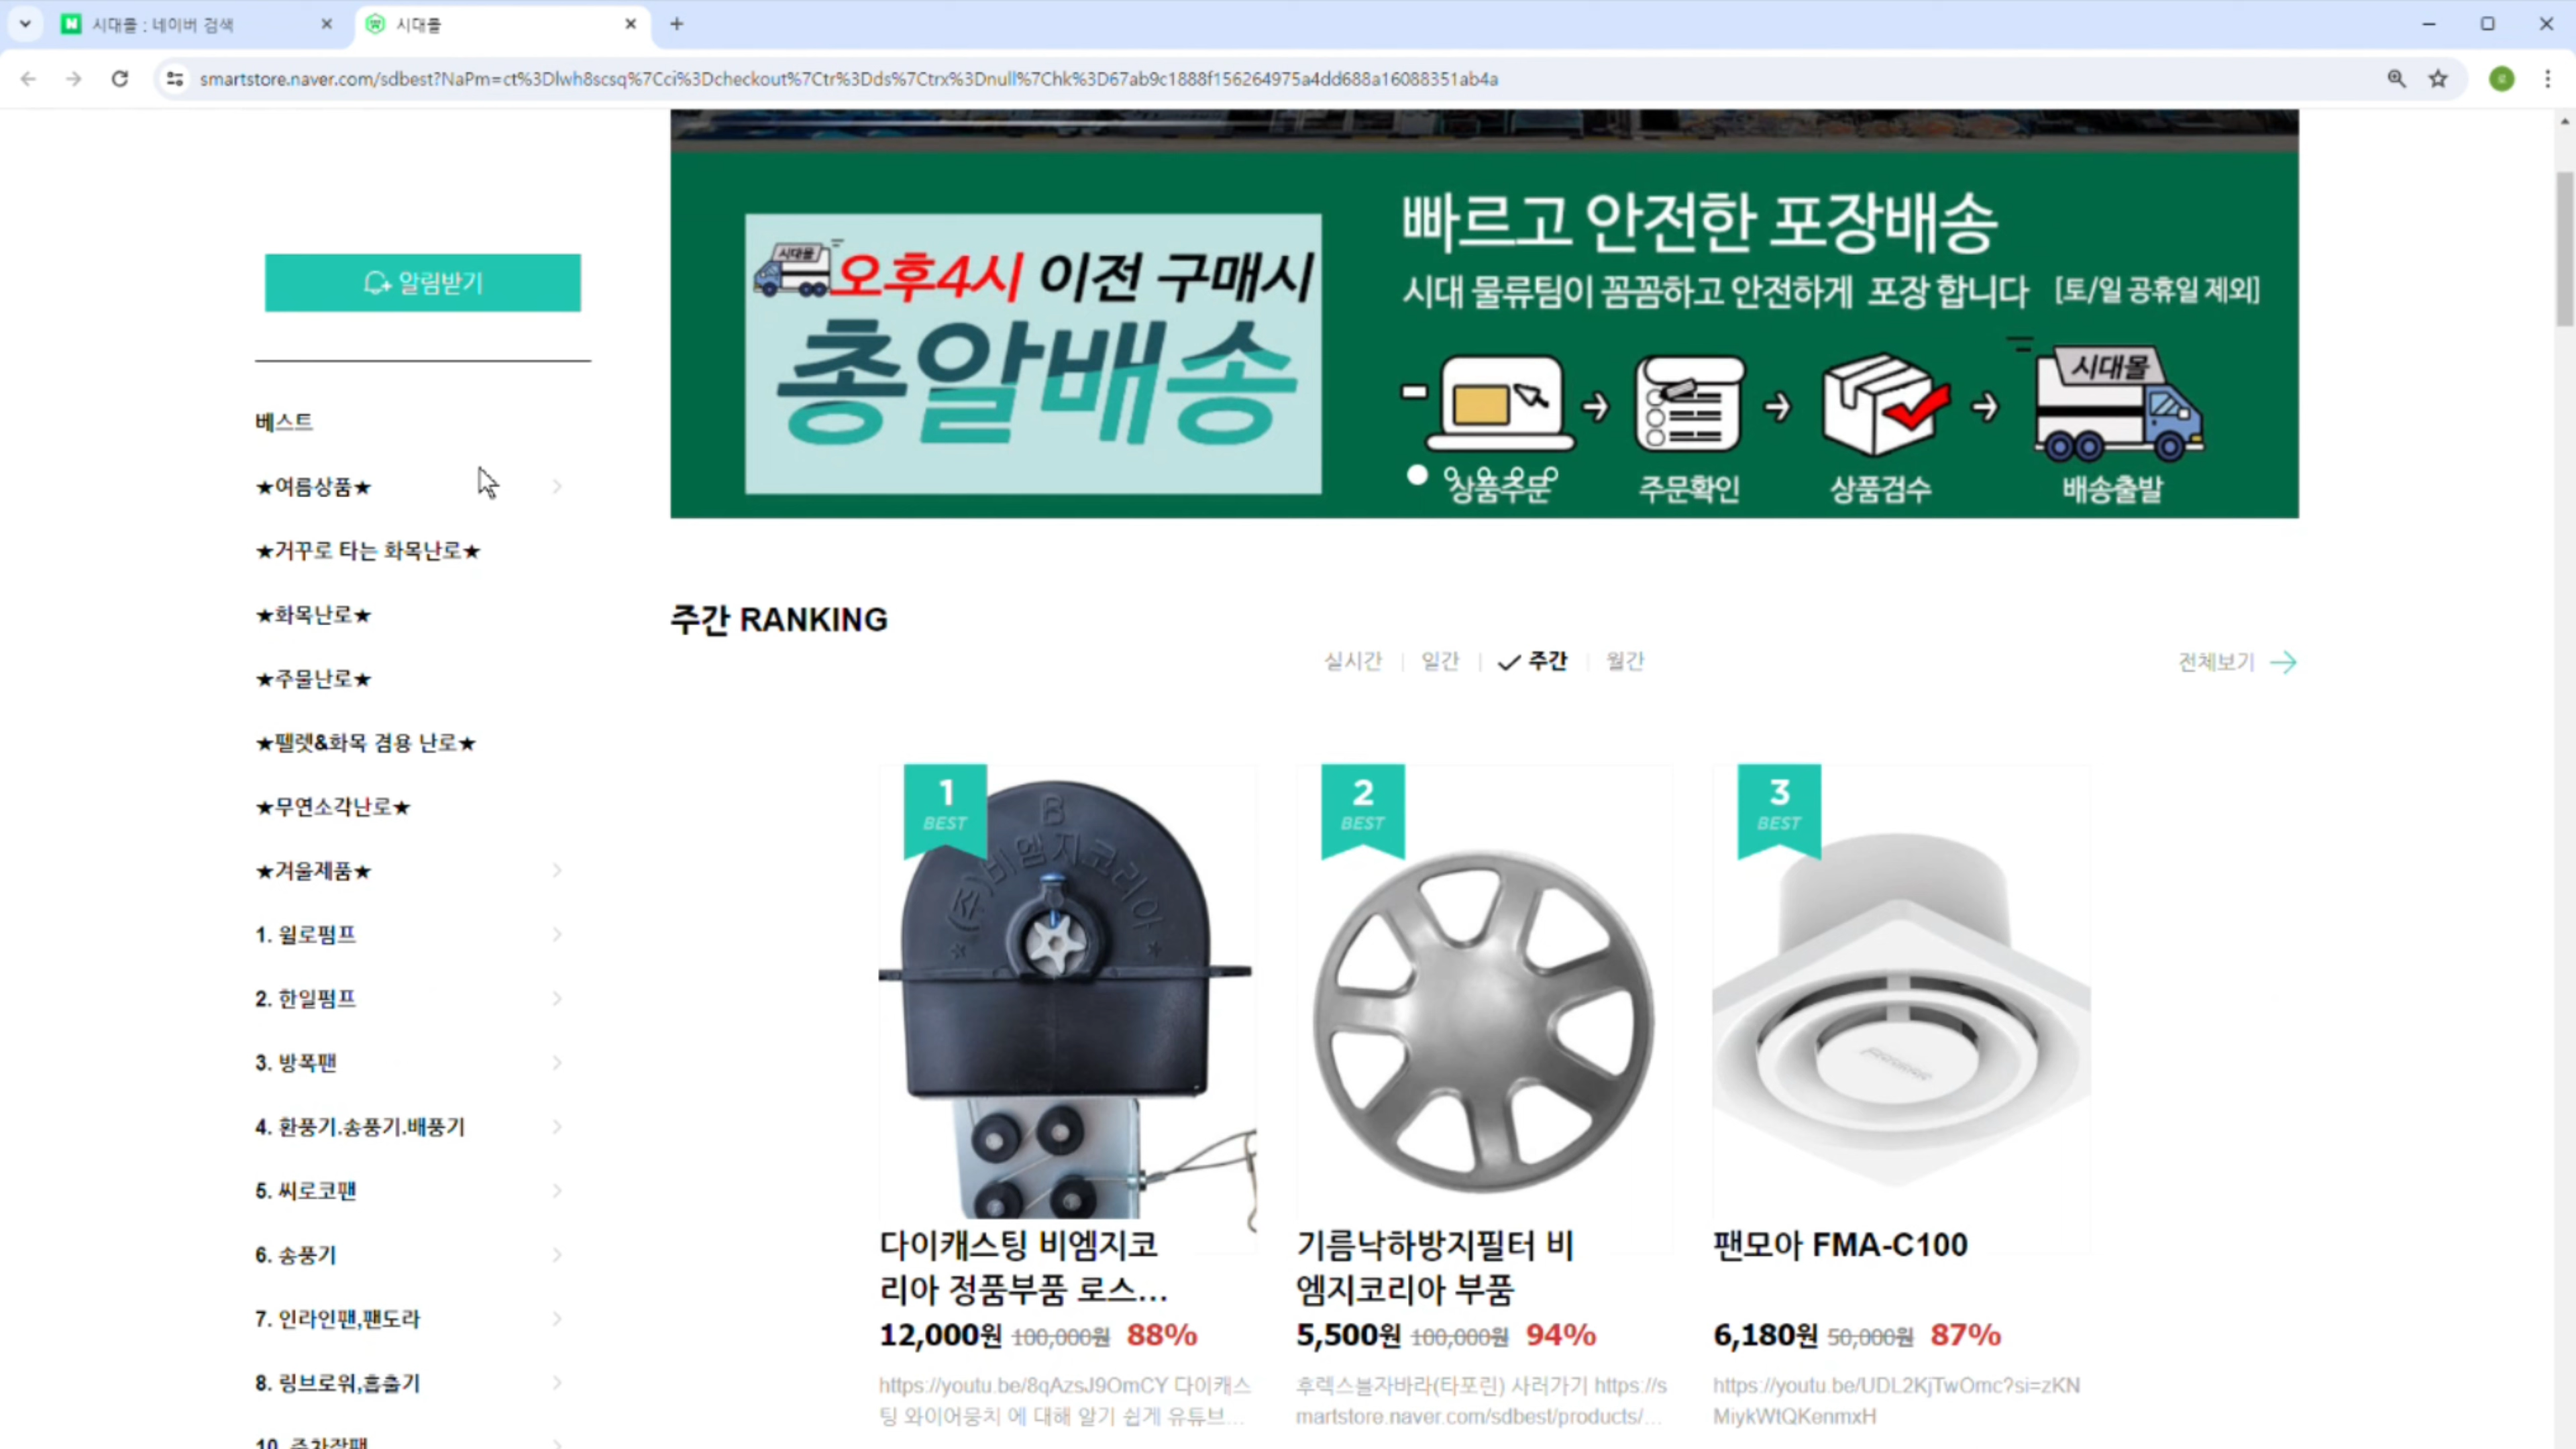 시대몰 : 네이버 검색
시대몰
smartstore.naver.com/sdbest?NaPm=ct%3Dlwh8scsq%7Cci%3Dcheckout%7Ctr%3Dds%7Ctrx%3Dnull%7Chk%3D67ab9c1888f156264975a4dd688a16088351ab4a
알림받기
베스트
★여름상품★
★거꾸로 타는 화목난로★
★화목난로★
★주물난로★
★펠렛&화목 겸용 난로★
★무연소각난로★
★겨울제품★
1. 윌로펌프
2. 한일펌프
3. 방폭팬
4. 환풍기.송풍기.배풍기
5. 씨로코팬
6. 송풍기
7. 인라인팬,팬도라
8. 링브로워,흡출기
10. 주차장팬
시대몰
오후4시 이전 구매시
총알배송
빠르고 안전한 포장배송
시대 물류팀이 꼼꼼하고 안전하게 포장 합니다 [토/일 공휴일 제외]
시대몰
상품주문
주문확인
상품검수
배송출발
주간 RANKING
실시간
일간
주간
월간
전체보기
1
BEST
B
(주)비엠지코리아
2
BEST
3
BEST
다이캐스팅 비엠지코
리아 정품부품 로스...
12,000원 100,000원 88%
https://youtu.be/8qAzsJ9OmCY 다이캐스
팅 와이어뭉치 에 대해 알기 쉽게 유튜브...
기름낙하방지필터 비
엠지코리아 부품
5,500원 100,000원 94%
후렉스블자바라(타포린) 사러가기 https://s
martstore.naver.com/sdbest/products/...
팬모아 FMA-C100
6,180원 50,000원 87%
https://youtu.be/UDL2KjTwOmc?si=zKN
MiykWtQKenmxH